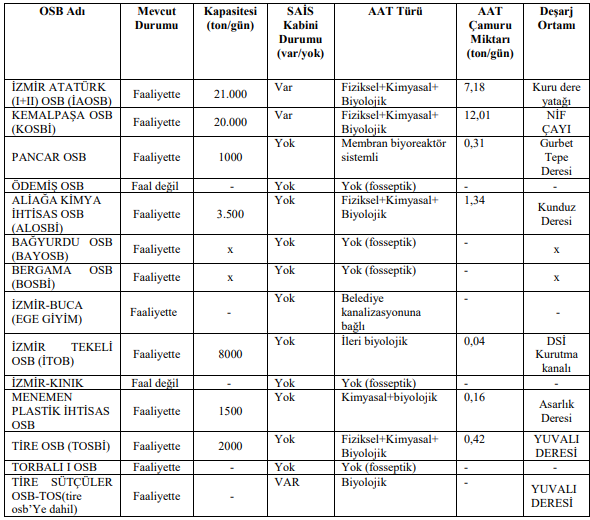 OSB Adı Mevcut Durumu Kapasitesi (ton/gün) SAİS Kabini Durumu (var/yok) AAT Türü AAT Çamuru Miktarı (ton/gün) Deşarj Ortamı
İZMİR ATATÜRK (I+II) OSB (İAOSB) Faaliyette 21.000 Var Fiziksel+Kimyasal+ Biyolojik 7,18 Kuru dere yatağı
KEMALPAŞA OSB (KOSBİ) Faaliyette 20.000 Var Fiziksel+Kimyasal+ Biyolojik 12,01 NİF ÇAYI
PANCAR OSB Faaliyette 1000 Yok Membran biyoreaktör sistemli 0,31 Gurbet Tepe Deresi
ÖDEMİŞ OSB Faal değil - Yok Yok (fosseptik) - -
ALİAĞA KİMYA İHTİSAS OSB (ALOSBİ) Faaliyette 3.500 Yok Fiziksel+Kimyasal+ Biyolojik 1,34 Kunduz Deresi
BAĞYURDU OSB (BAYOSB) Faaliyette x Yok Yok (fosseptik) - x
BERGAMA OSB (BOSBİ) Faaliyette x Yok Yok (fosseptik) - x
İZMİR-BUCA (EGE GİYİM) Faaliyette - Yok Belediye kanalizasyonuna bağlı - -
İZMİR TEKELİ OSB (İTOB) Faaliyette 8000 Yok İleri biyolojik 0,04 DSİ Kurutma kanalı
İZMİR-KINIK Faal değil - Yok Yok (fosseptik) - -
MENEMEN PLASTİK İHTİSAS OSB Faaliyette 1500 Yok Kimyasal+biyolojik 0,16 Asarlık Deresi
TİRE OSB (TOSBİ) Faaliyette 2000 Yok Fiziksel+Kimyasal+ Biyolojik 0,42 YUVALI DERESİ
TORBALI I OSB Faaliyette - Yok Yok (fosseptik) - -
TİRE SÜTÇÜLER OSB-TOS(tire osb'Ye dahil) Faaliyette - VAR Biyolojik - YUVALI DERESİ